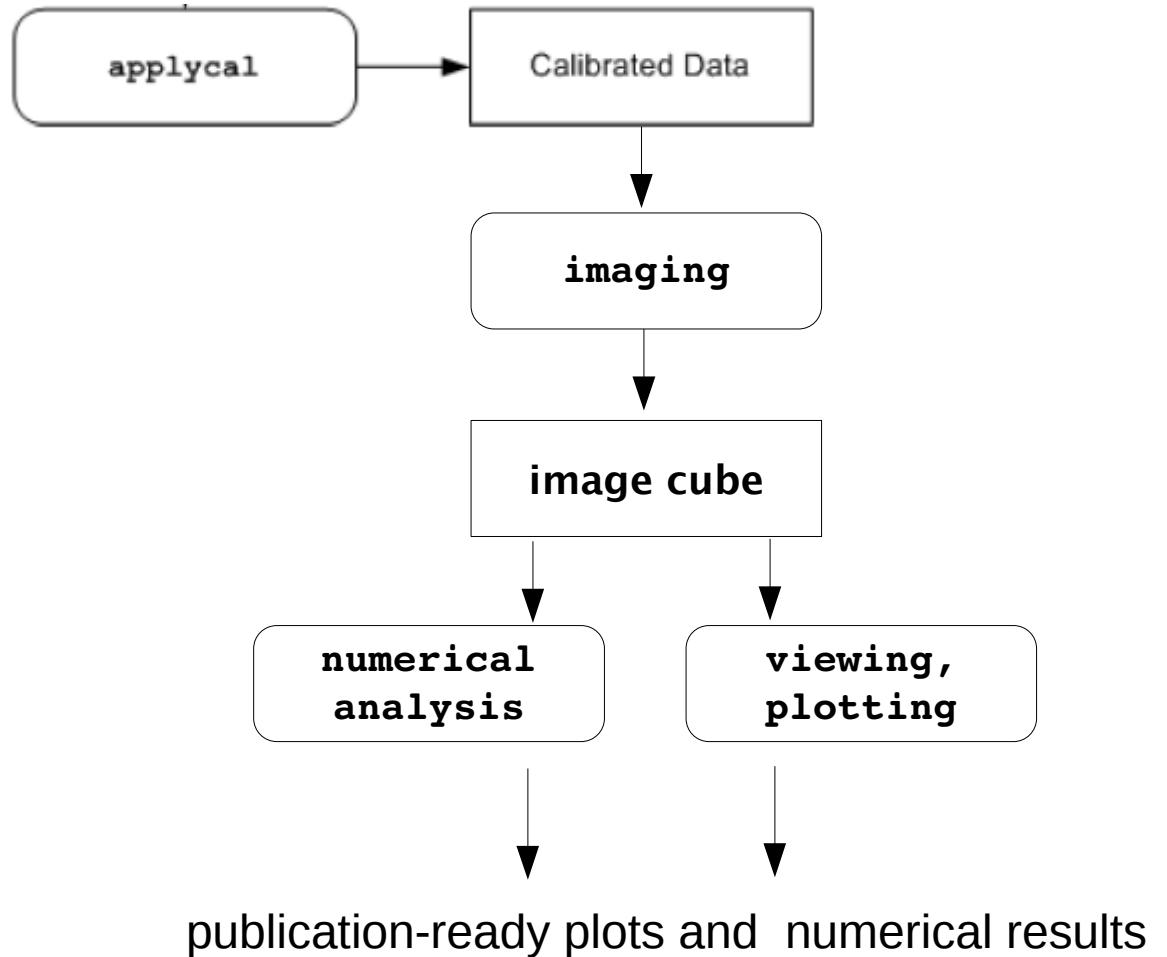 applycal
Calibrated Data
imaging
image cube
numerical
analysis
viewing,
plotting
publication-ready plots and  numerical results